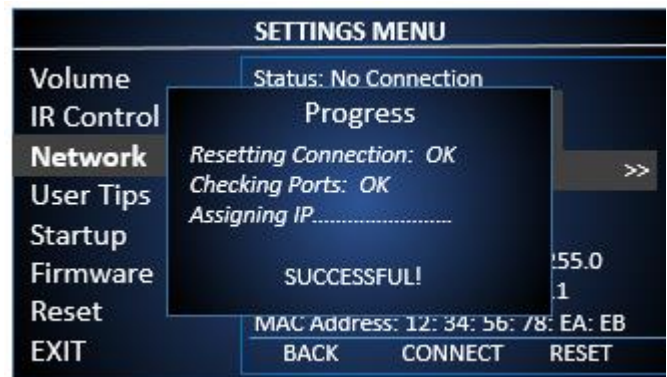 SETTINGS MENU
Volume
IR Control
Network
User Tips
Startup
Firmware
Reset
EXIT
Status: No Connection
Progress
Resetting Connection: OK
Checking Ports: OK
Assigning IP........................
SUCCESSFUL!
>>
255.0
.1
MAC Address: 12: 34: 56: 78: EA: EB
BACK CONNECT RESET